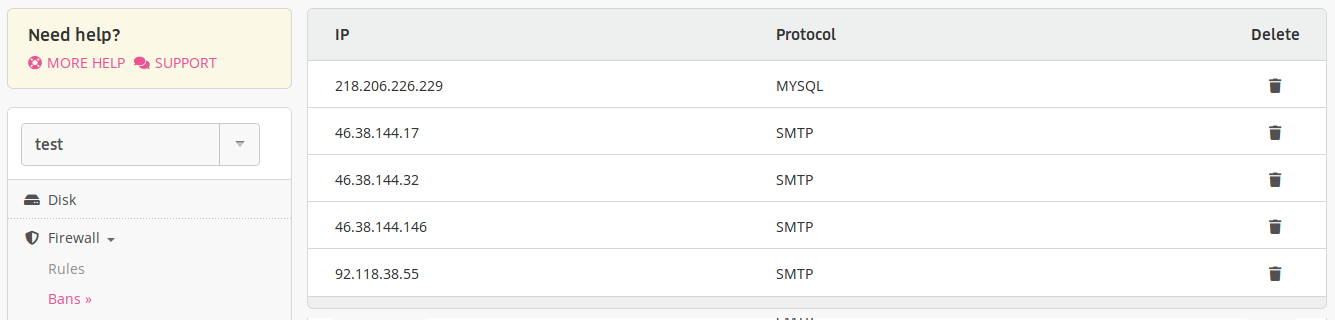 Need help?
MORE HELP SUPPORT
test
Disk
Firewall
Rules
Bans »
IP Protocol Delete
218.206.226.229 MYSQL
46.38.144.17 SMTP
46.38.144.32 SMTP
46.38.144.146 SMTP
92.118.38.55 SMTP